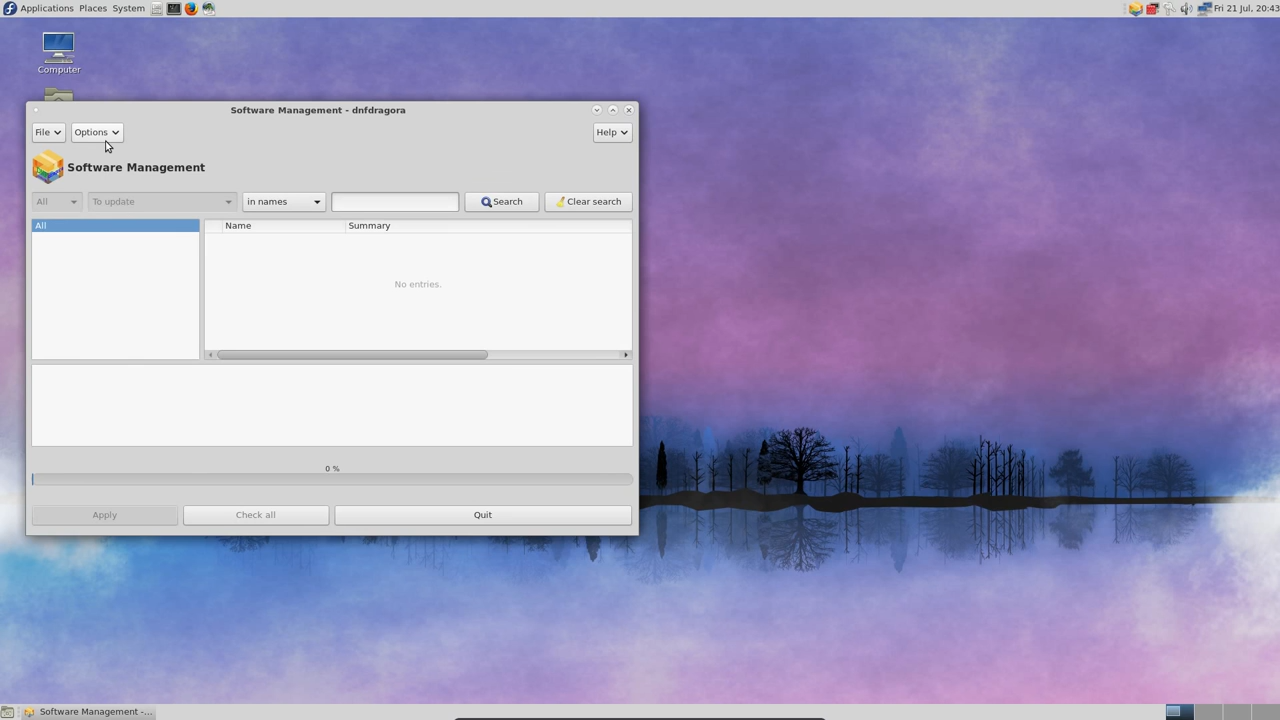 Applications Places System
Fri 21 Jul, 20:43
Computer
Software Management - dnfdragora
File Options Help
Software Management
All To update in names Search Clear search
All
Name Summary
No entries.
0 %
Apply Check all Quit
Software Management -...